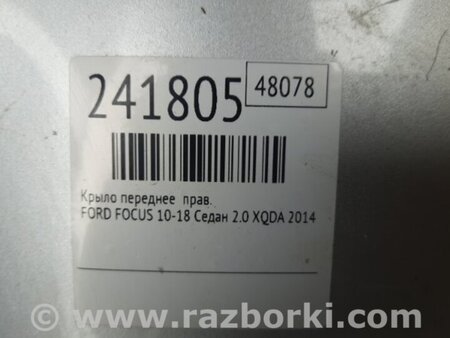 241805
48078
Крыло переднее прав.
FORD FOCUS 10-18 Седан 2.0 XQDA 2014
www.razborki.com